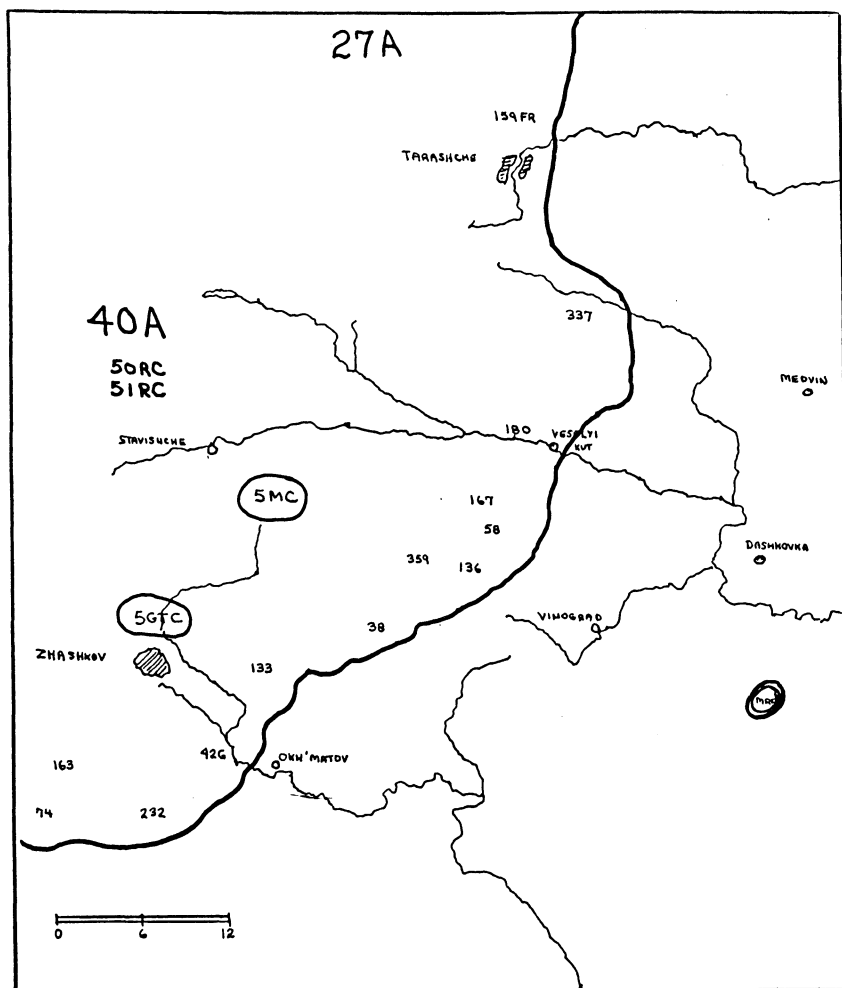 27A
159FR
TARASHCHE
337
40A
50RC
51RC
MEDVIN
180
VESELYI
KUT
STAVISHCHE
5MC
167
58
359
136
DASHKOVKA
5GTC
38
VINOGRAD
ZHASHKOV
133
426
OKH'MATOV
163
74
232
0 6 12